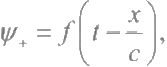 ψ₊ = f(t − x/c),